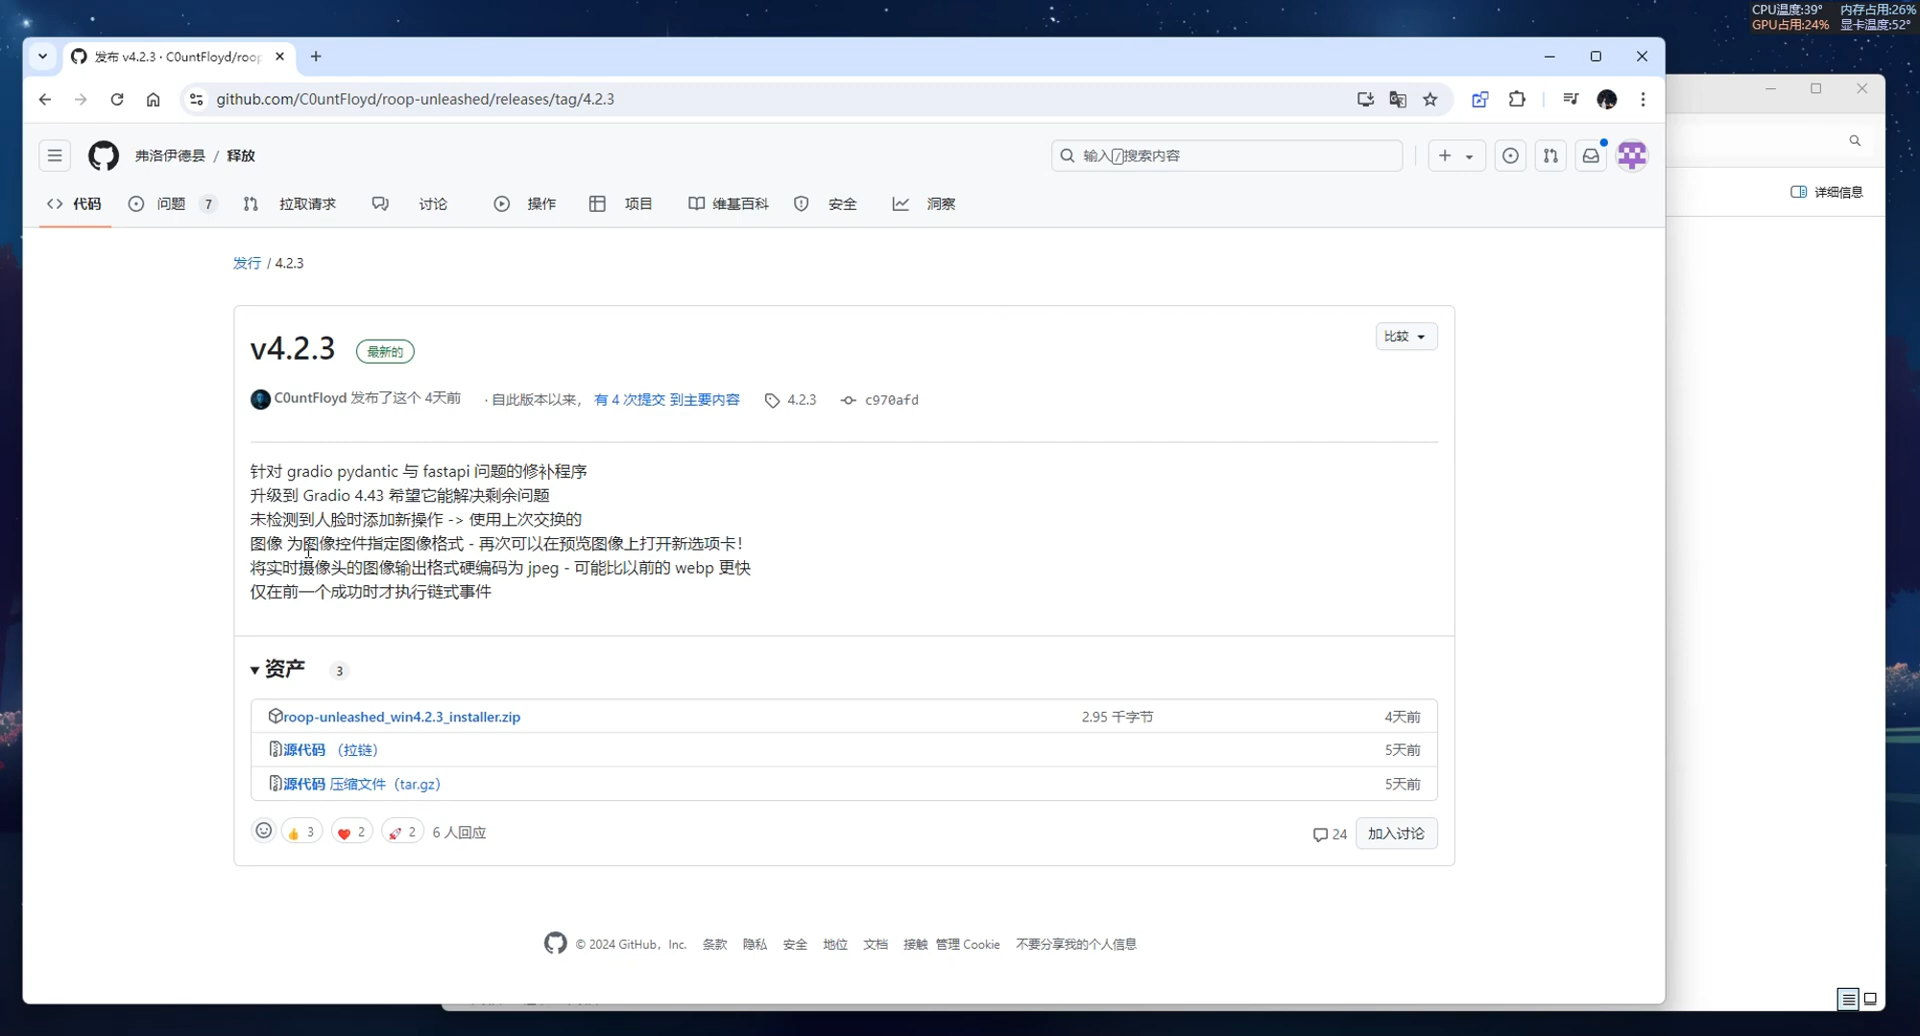 CPU温度:39° 内存占用:26%
GPU占用:24% 显卡温度:52°
发布 v4.2.3 · C0untFloyd/roop
github.com/C0untFloyd/roop-unleashed/releases/tag/4.2.3
弗洛伊德县 / 释放
输入/搜索内容
详细信息
代码 问题 7 拉取请求 讨论 操作 项目 维基百科 安全 洞察
发行 / 4.2.3
v4.2.3 最新的
比较
C0untFloyd 发布了这个 4天前 · 自此版本以来， 有 4 次提交 到主要内容 4.2.3 c970afd
针对 gradio pydantic 与 fastapi 问题的修补程序
升级到 Gradio 4.43 希望它能解决剩余问题
未检测到人脸时添加新操作 -> 使用上次交换的
图像 为图像控件指定图像格式 - 再次可以在预览图像上打开新选项卡！
将实时摄像头的图像输出格式硬编码为 jpeg - 可能比以前的 webp 更快
仅在前一个成功时才执行链式事件
资产 3
roop-unleashed_win4.2.3_installer.zip 2.95 千字节 4天前
源代码 （拉链） 5天前
源代码 压缩文件（tar.gz） 5天前
3 2 2 6 人回应 24 加入讨论
© 2024 GitHub，Inc. 条款 隐私 安全 地位 文档 接触 管理 Cookie 不要分享我的个人信息